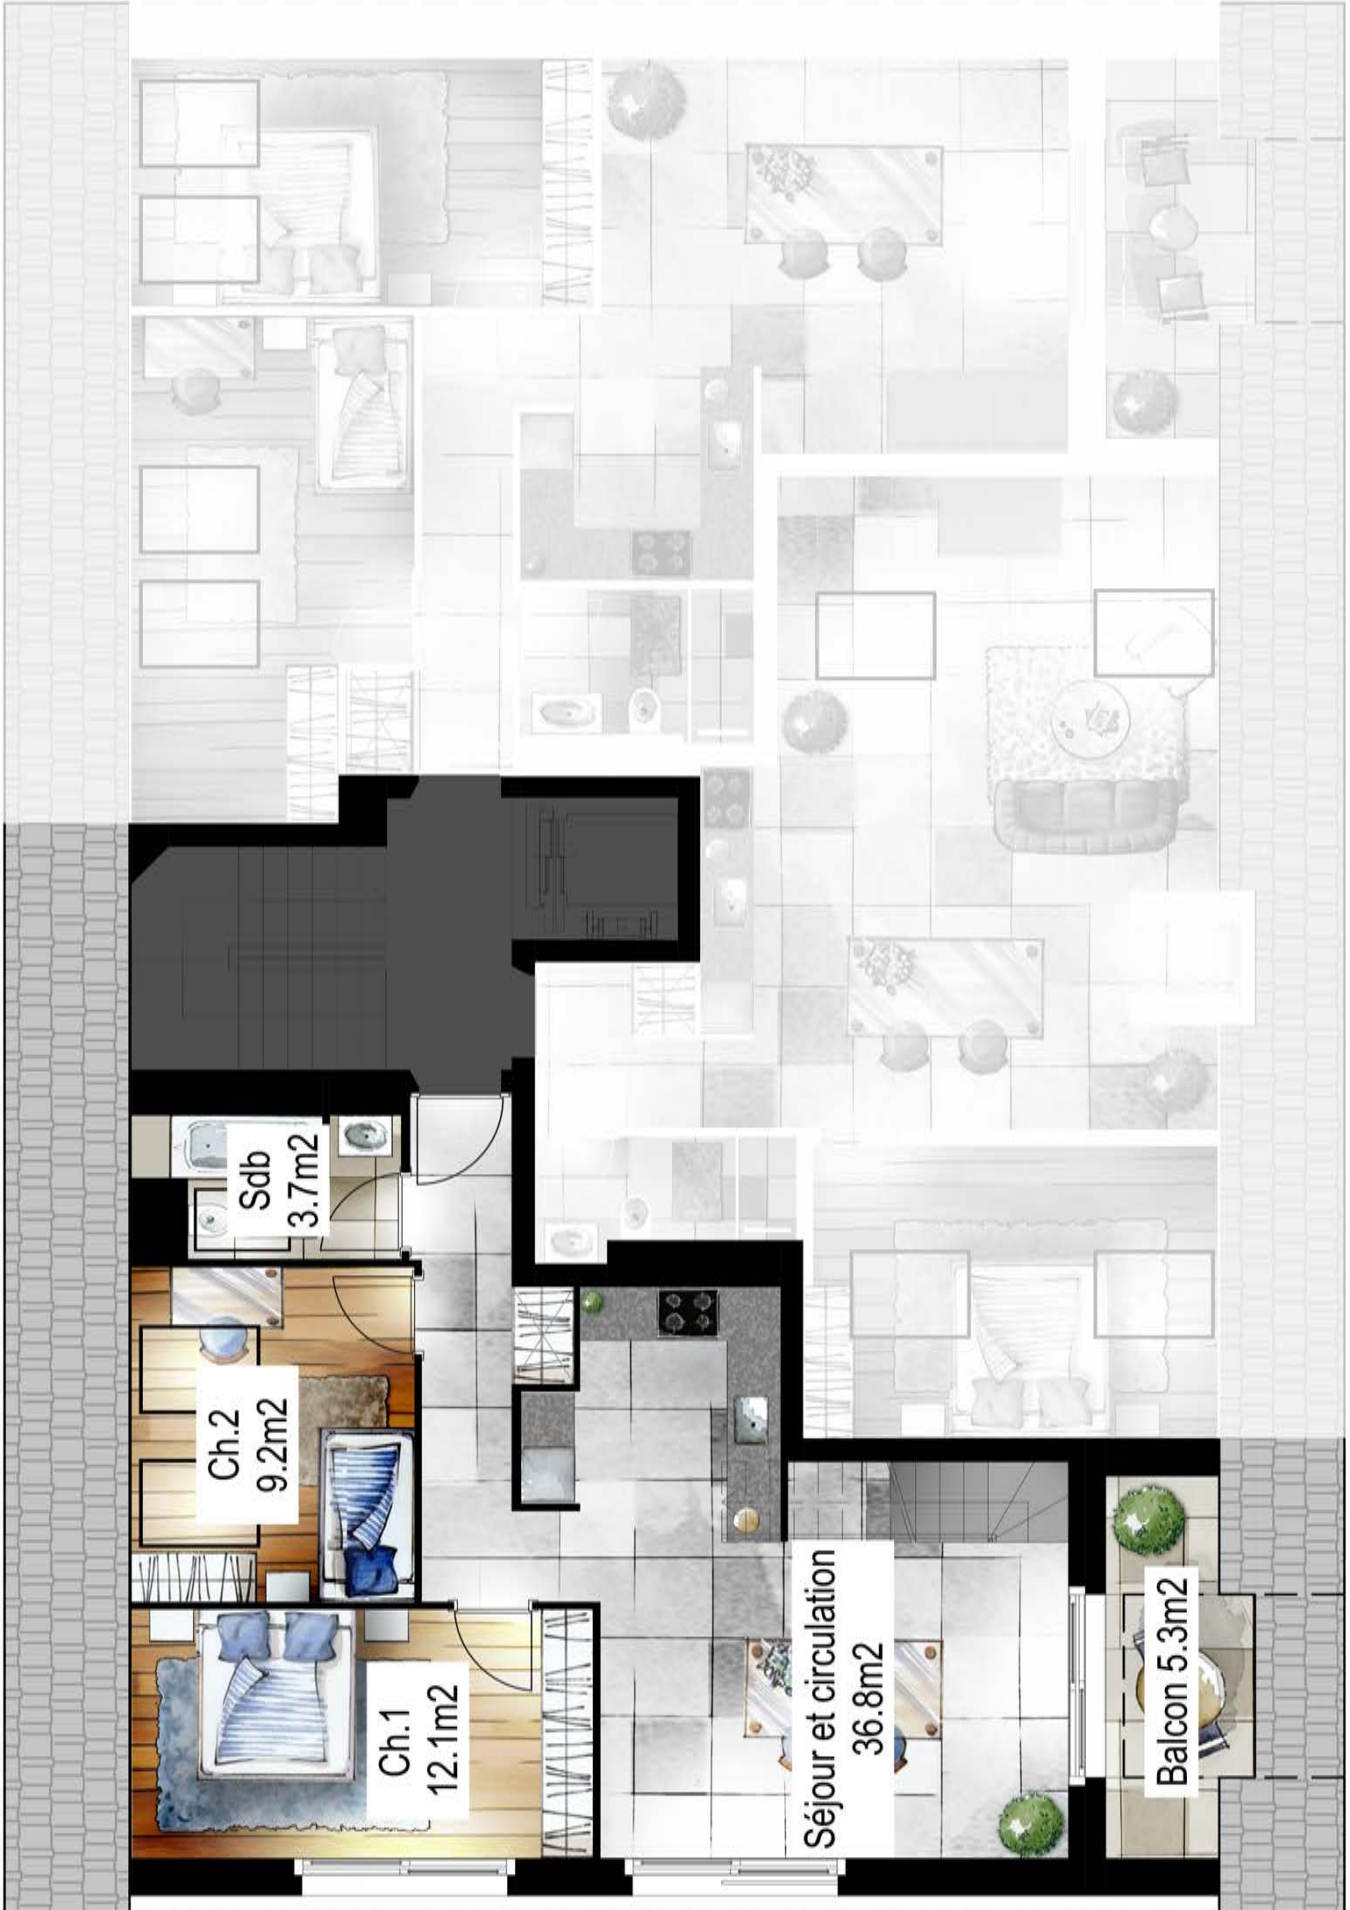 Sdb
3.7m2
Ch.2
9.2m2
Ch.1
12.1m2
Séjour et circulation
36.8m2
Balcon 5.3m2